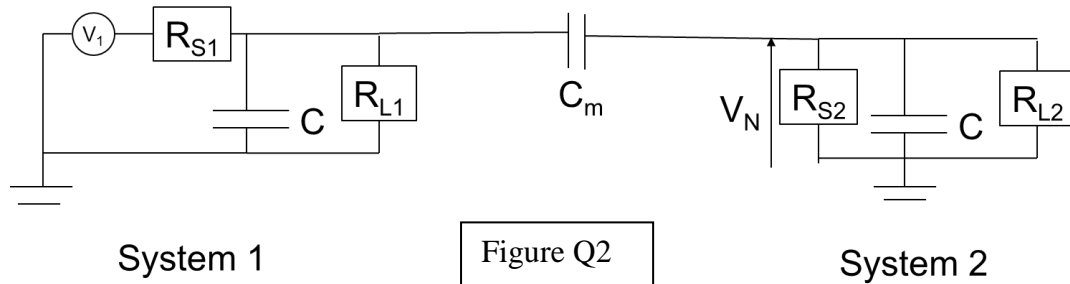 V1
RS1
C
RL1
Cm
VN
RS2
C
RL2
System 1
Figure Q2
System 2